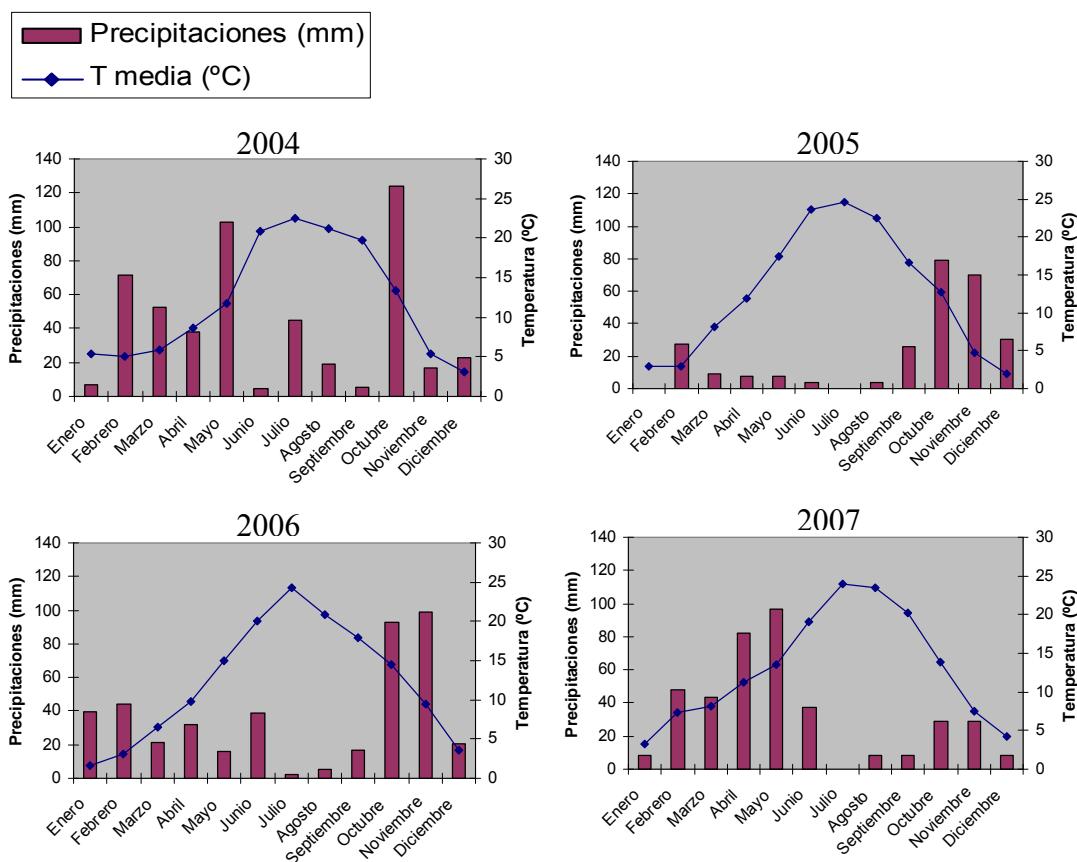 Precipitaciones (mm)
T media (ºC)
2004
140
120
100
80
60
40
20
0
Precipitaciones (mm)
30
25
20
15
10
5
0
Temperatura (ºC)
Enero
Febrero
Marzo
Abril
Mayo
Junio
Julio
Agosto
Septiembre
Octubre
Noviembre
Diciembre
2005
140
120
100
80
60
40
20
0
Precipitaciones (mm)
30
25
20
15
10
5
0
Temperatura (ºC)
Enero
Febrero
Marzo
Abril
Mayo
Junio
Julio
Agosto
Septiembre
Octubre
Noviembre
Diciembre
2006
140
120
100
80
60
40
20
0
Precipitaciones (mm)
30
25
20
15
10
5
0
Temperatura (ºC)
Enero
Febrero
Marzo
Abril
Mayo
Junio
Julio
Agosto
Septiembre
Octubre
Noviembre
Diciembre
2007
140
120
100
80
60
40
20
0
Precipitaciones (mm)
30
25
20
15
10
5
0
Temperatura (ºC)
Enero
Febrero
Marzo
Abril
Mayo
Junio
Julio
Agosto
Septiembre
Octubre
Noviembre
Diciembre